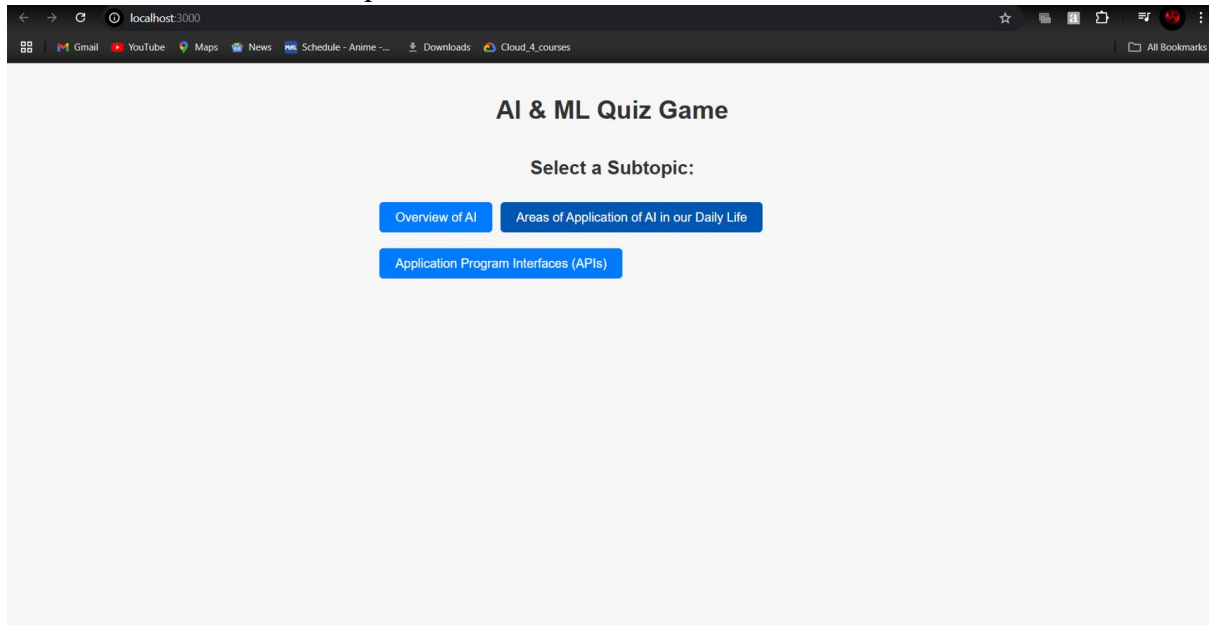 localhost:3000
Gmail YouTube Maps News Schedule - Anime -... Downloads Cloud_4_courses All Bookmarks
AI & ML Quiz Game
Select a Subtopic:
Overview of AI Areas of Application of AI in our Daily Life
Application Program Interfaces (APIs)